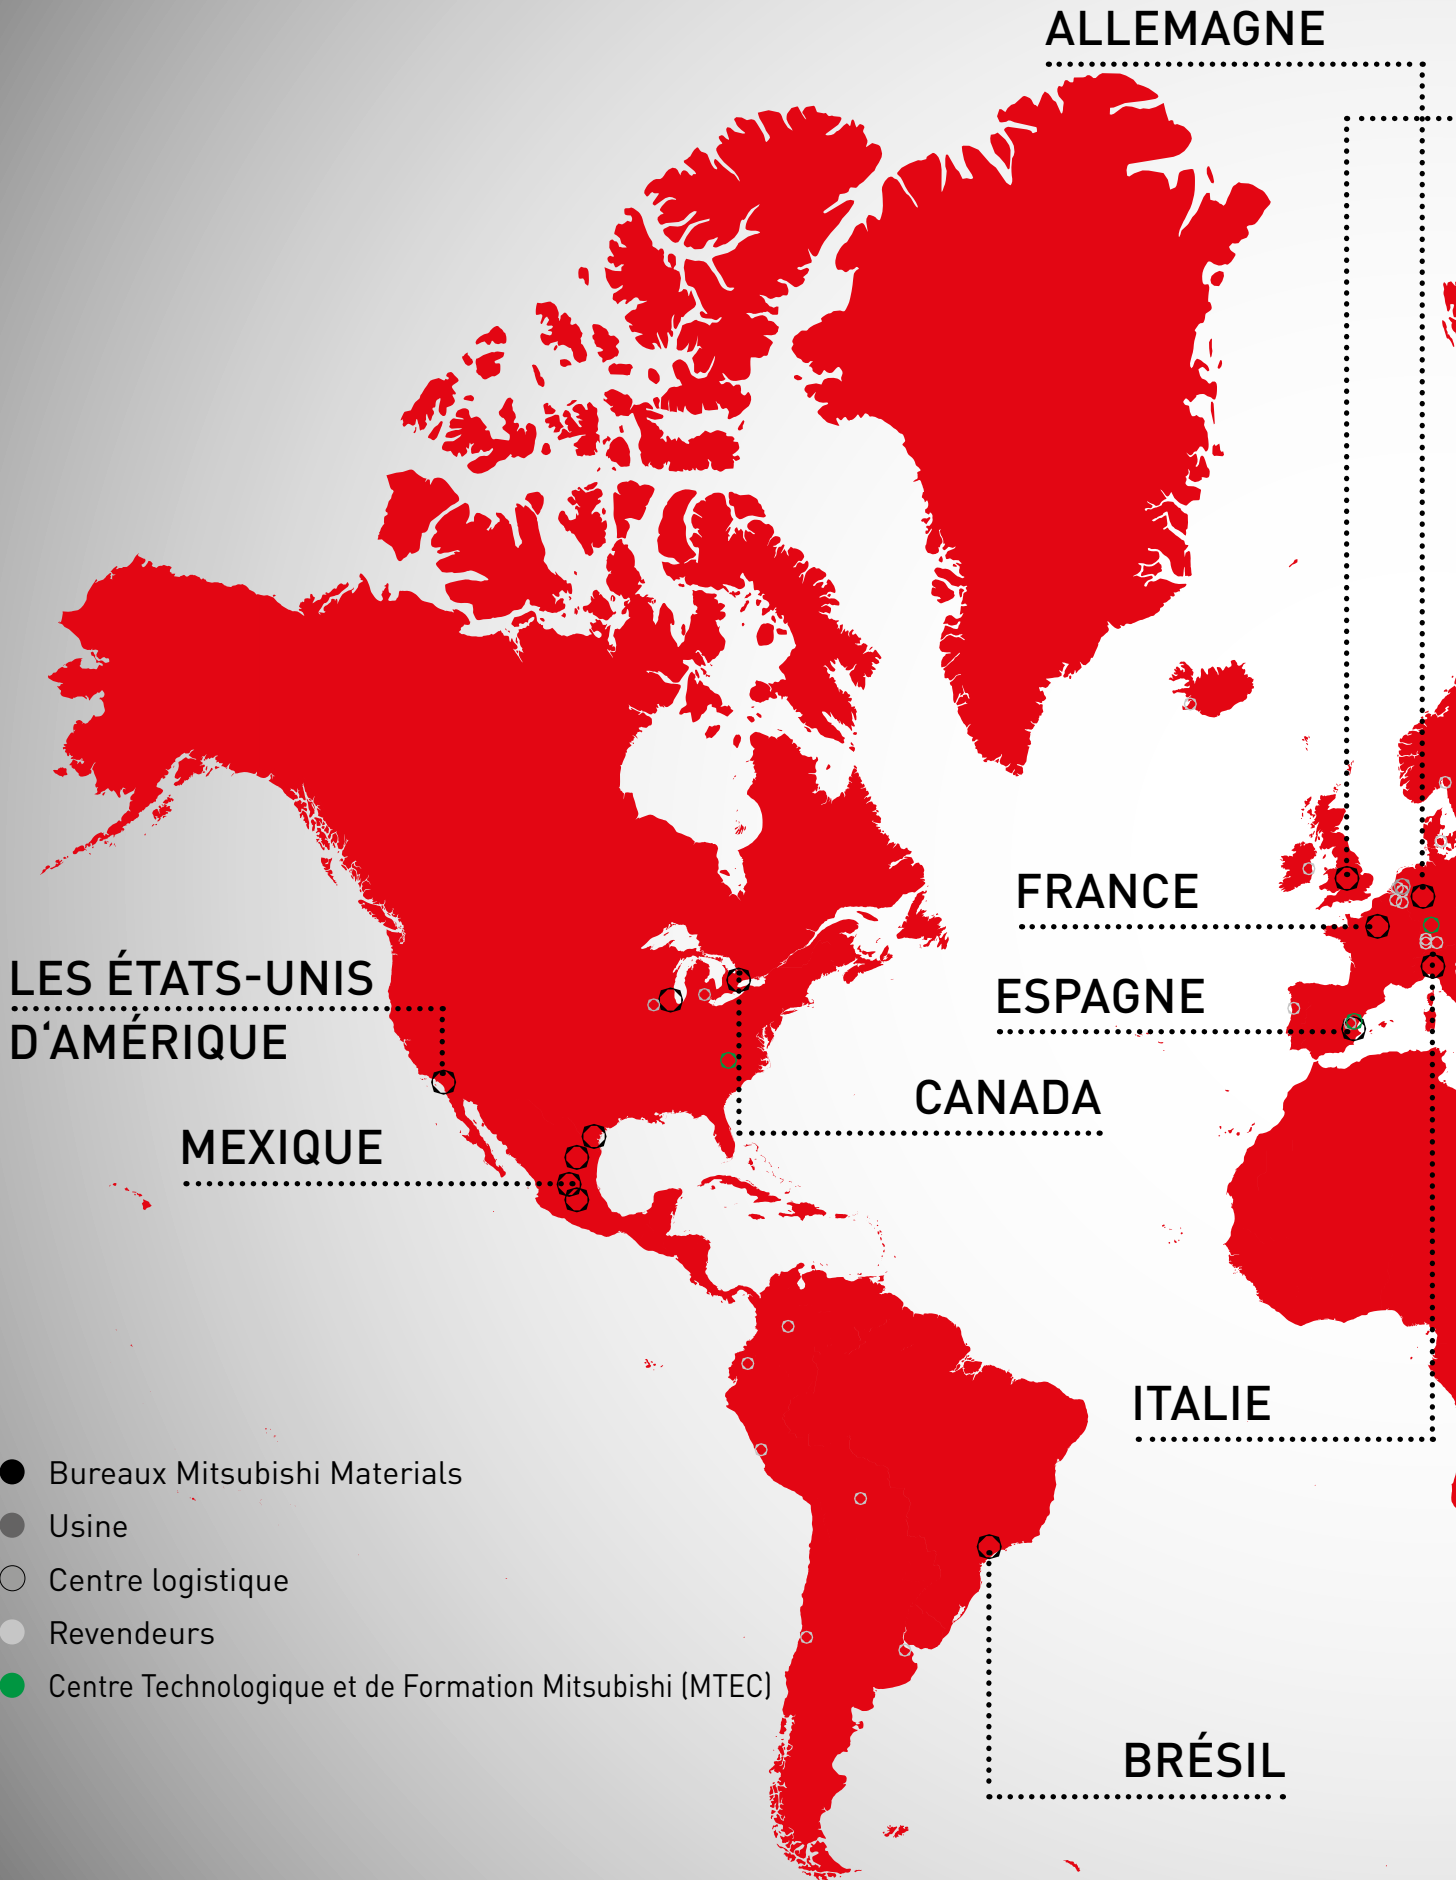 ALLEMAGNE
FRANCE
LES ÉTATS-UNIS
D‘AMÉRIQUE
ESPAGNE
CANADA
MEXIQUE
ITALIE
Bureaux Mitsubishi Materials
Usine
Centre logistique
Revendeurs
Centre Technologique et de Formation Mitsubishi (MTEC)
BRÉSIL